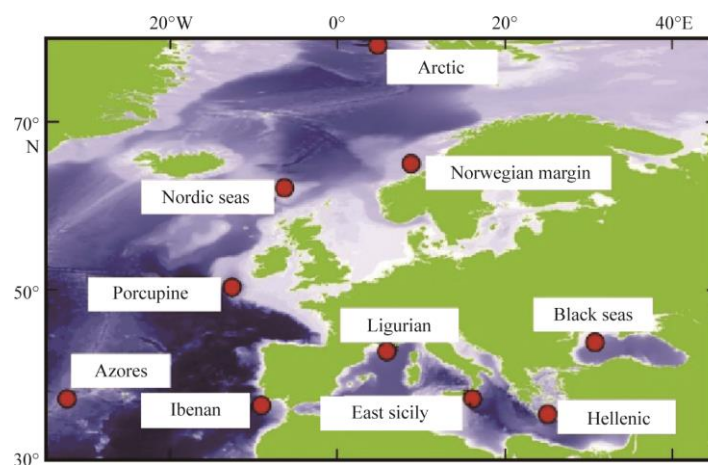 20°W 0° 20° 40°E
Arctic
70°
N
Norwegian margin
Nordic seas
50°
Porcupine
Black seas
Ligurian
Azores
Ibenan
East sicily
Hellenic
30°